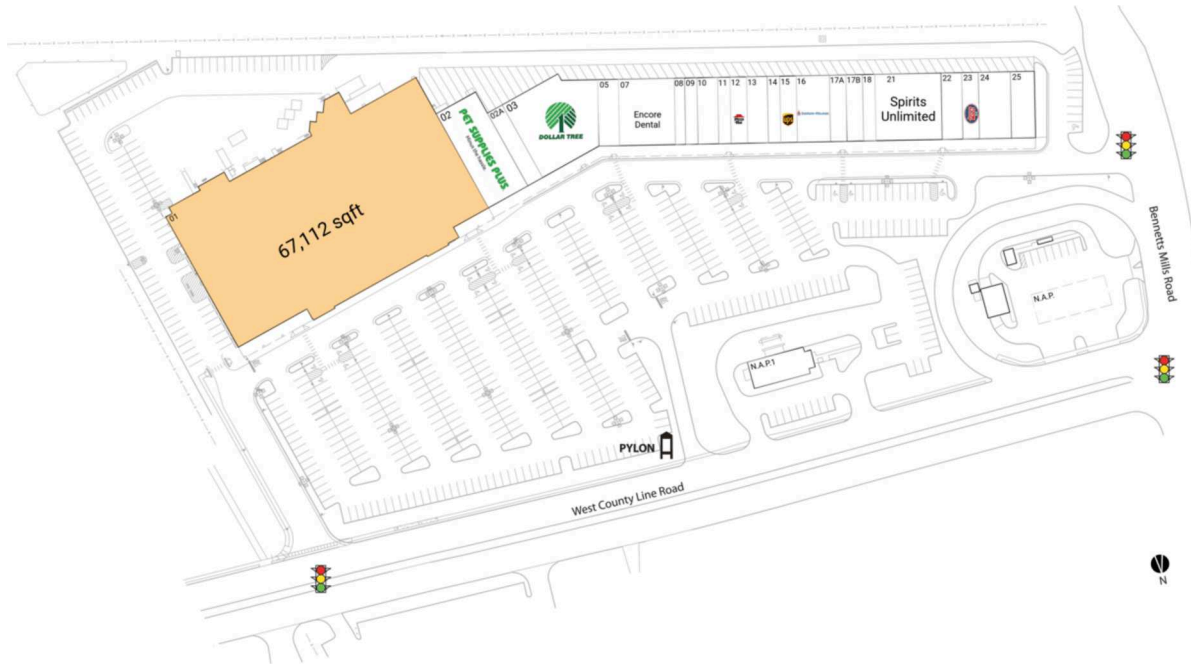 01
67,112 sqft
02
PET SUPPLIES PLUS
02A
03
DOLLAR TREE
05
07
Encore
Dental
08
09
10
11
12
13
14
15
16
17A
17B
18
21
Spirits
Unlimited
22
23
24
25
Bennetts Mills Road
N.A.P.
N.A.P.1
PYLON
West County Line Road
N